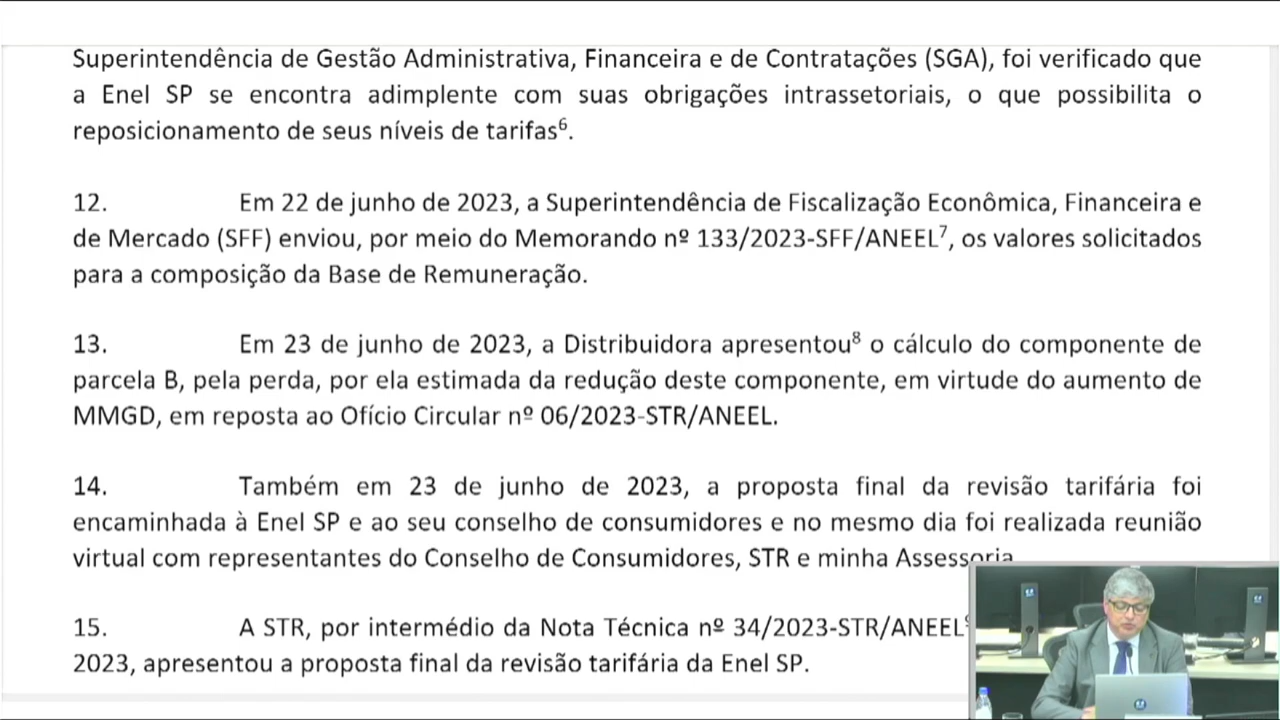 Superintendência de Gestão Administrativa, Financeira e de Contratações (SGA), foi verificado que
a Enel SP se encontra adimplente com suas obrigações intrassetoriais, o que possibilita o
reposicionamento de seus níveis de tarifas⁶.
12. Em 22 de junho de 2023, a Superintendência de Fiscalização Econômica, Financeira e
de Mercado (SFF) enviou, por meio do Memorando nº 133/2023-SFF/ANEEL⁷, os valores solicitados
para a composição da Base de Remuneração.
13. Em 23 de junho de 2023, a Distribuidora apresentou⁸ o cálculo do componente de
parcela B, pela perda, por ela estimada da redução deste componente, em virtude do aumento de
MMGD, em reposta ao Ofício Circular nº 06/2023-STR/ANEEL.
14. Também em 23 de junho de 2023, a proposta final da revisão tarifária foi
encaminhada à Enel SP e ao seu conselho de consumidores e no mesmo dia foi realizada reunião
virtual com representantes do Conselho de Consumidores, STR e minha Assessoria.
15. A STR, por intermédio da Nota Técnica nº 34/2023-STR/ANEEL
2023, apresentou a proposta final da revisão tarifária da Enel SP.